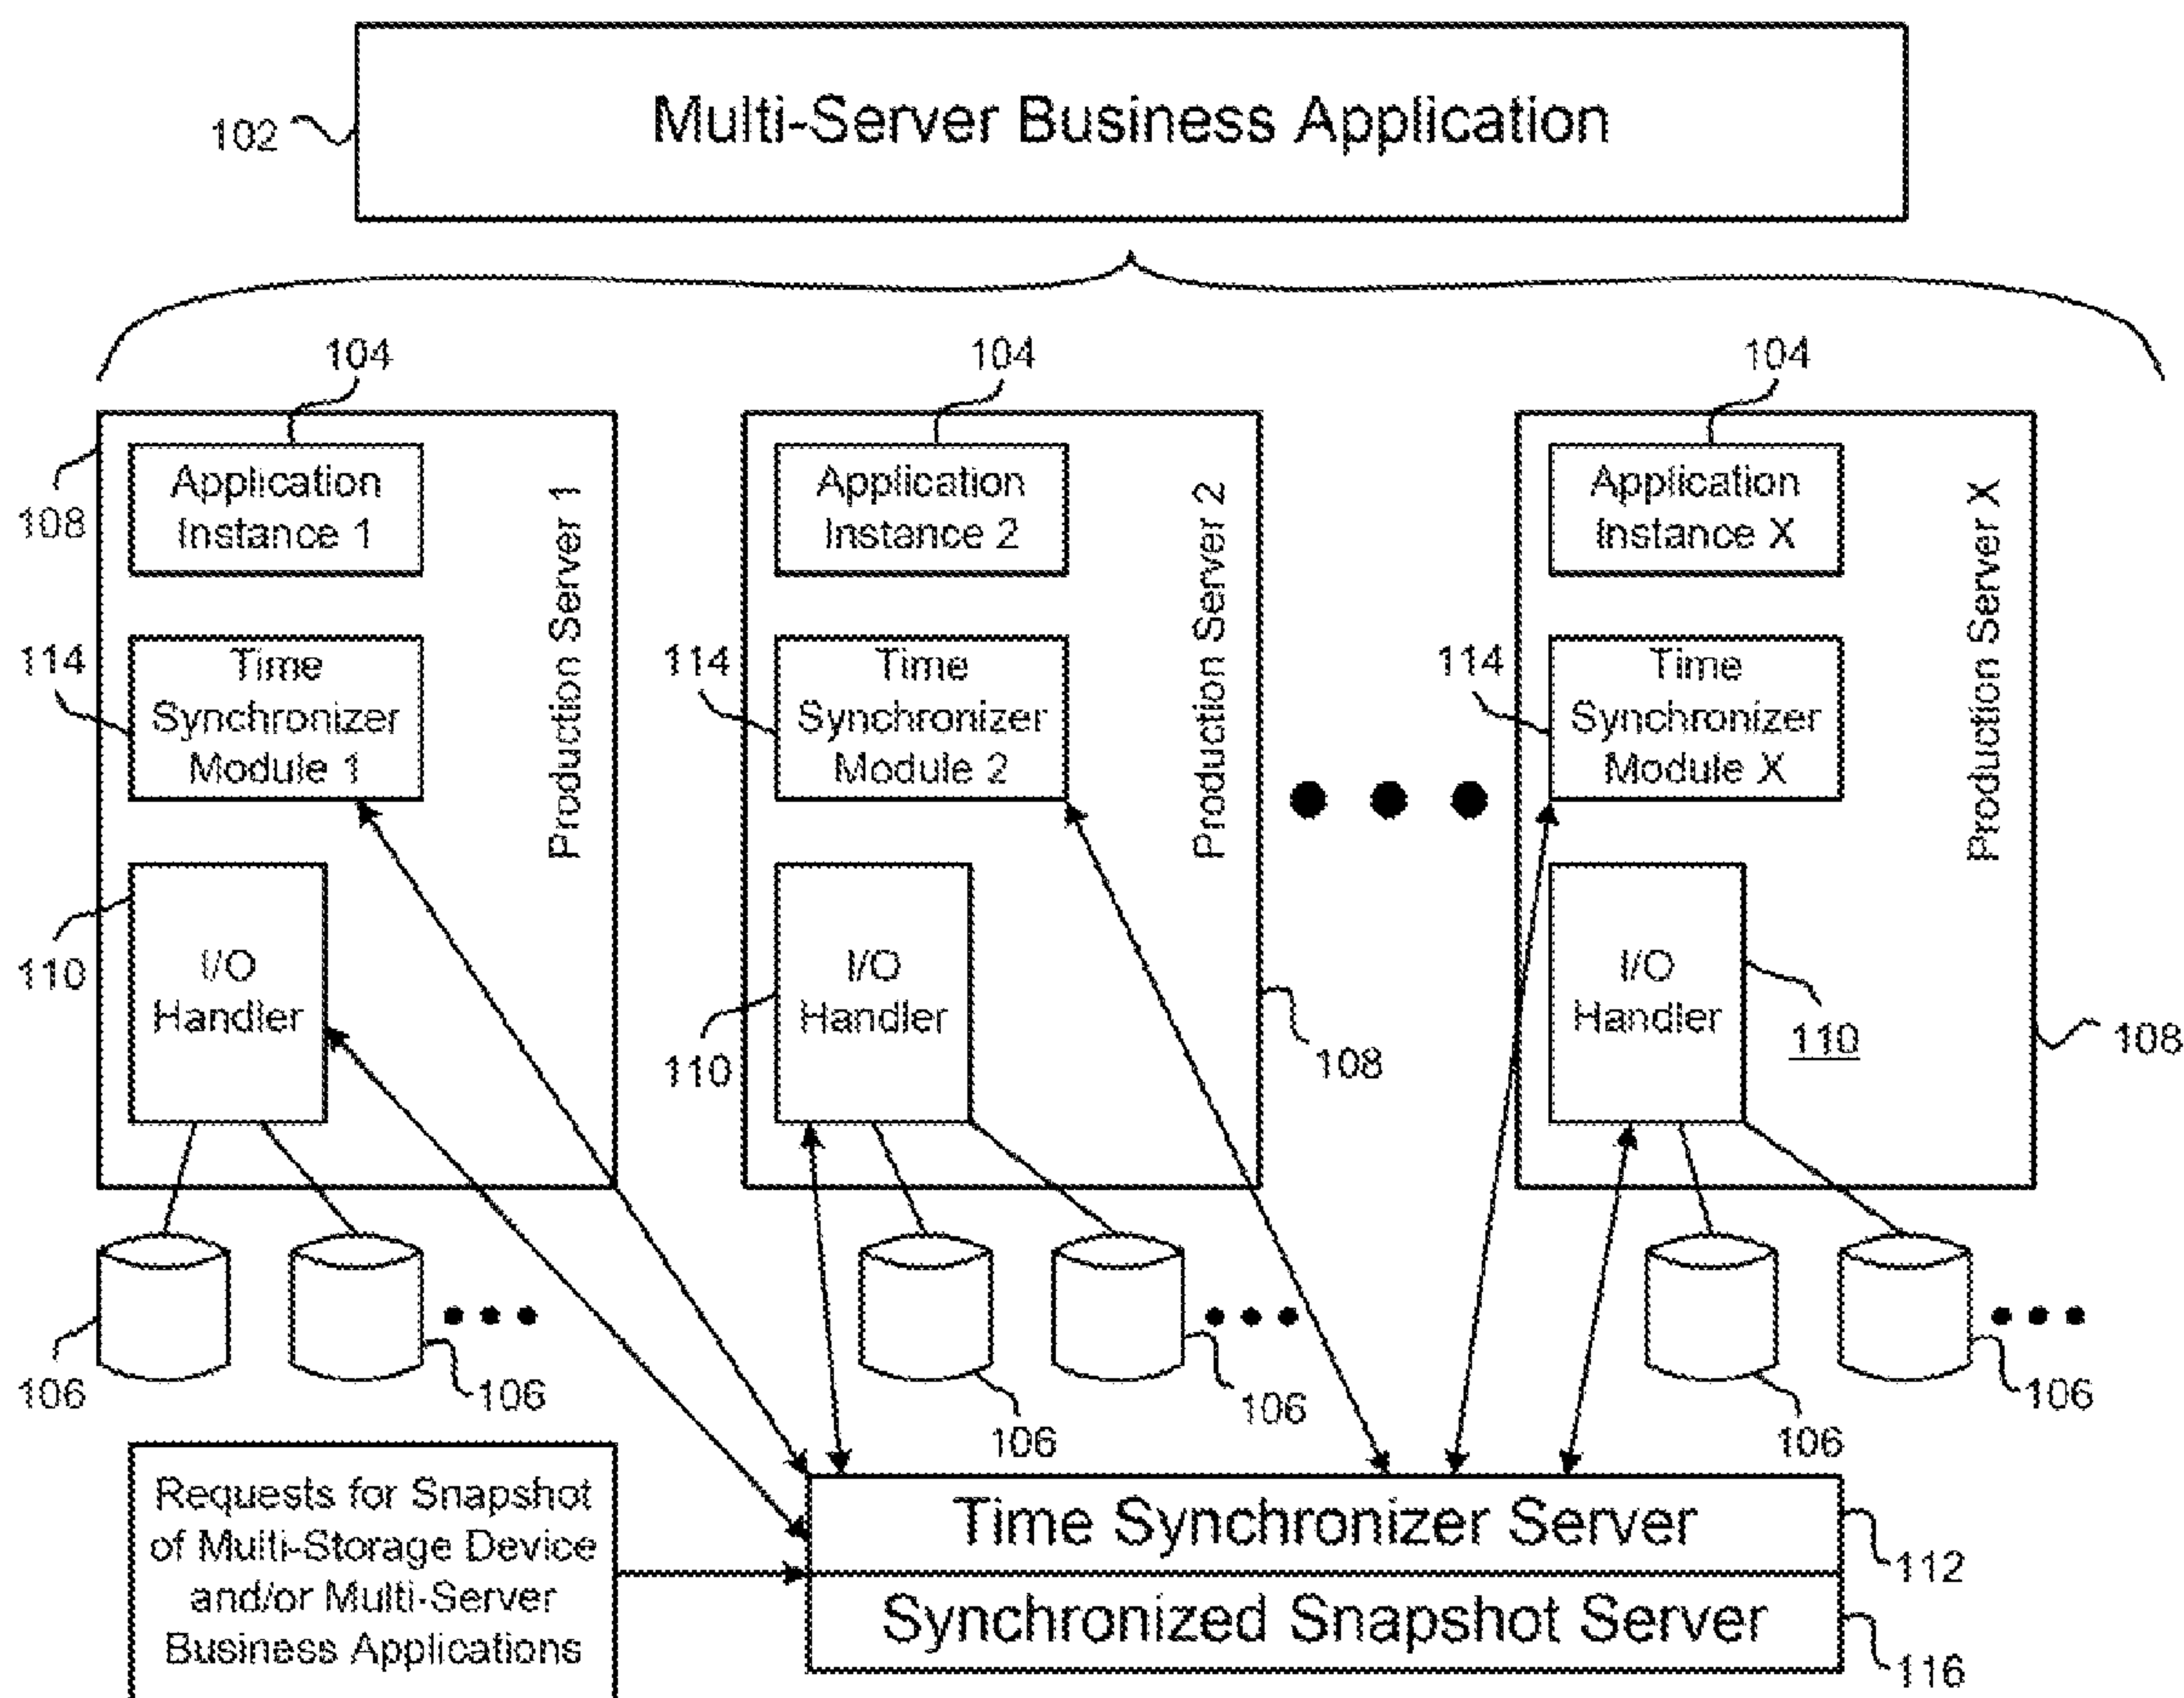 Multi-Server Business Application
102
104
104
104
Application
Instance 1
Production Server 1
108
Application
Instance 2
Production Server 2
Application
Instance X
Production Server X
114
Time
Synchronizer
Module 1
114
Time
Synchronizer
Module 2
114
Time
Synchronizer
Module X
110
I/O
Handler
110
I/O
Handler
108
I/O
Handler
110
108
106
106
106
106
106
106
Requests for Snapshot
of Multi-Storage Device
and/or Multi-Server
Business Applications
Time Synchronizer Server
112
Synchronized Snapshot Server
116